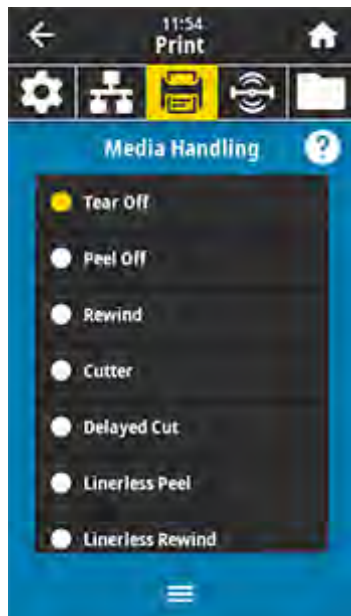 11:54
Print
Media Handling
?
Tear Off
Peel Off
Rewind
Cutter
Delayed Cut
Linerless Peel
Linerless Rewind